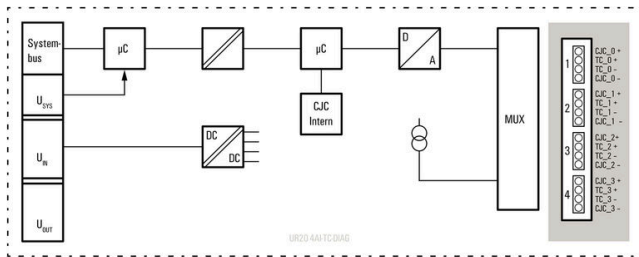 System-
bus
µC
µC
D
A
U SYS
CJC
Intern
MUX
U IN
DC
DC
U OUT
UR20 4AI-TC-DIAG
1
CJC_0 +
TC_0 +
TC_0 –
CJC_0 –
2
CJC_1 +
TC_1 +
TC_1 –
CJC_1 –
3
CJC_2+
TC_2 +
TC_2 –
CJC_2 –
4
CJC_3 +
TC_3 +
TC_3 –
CJC_3 –